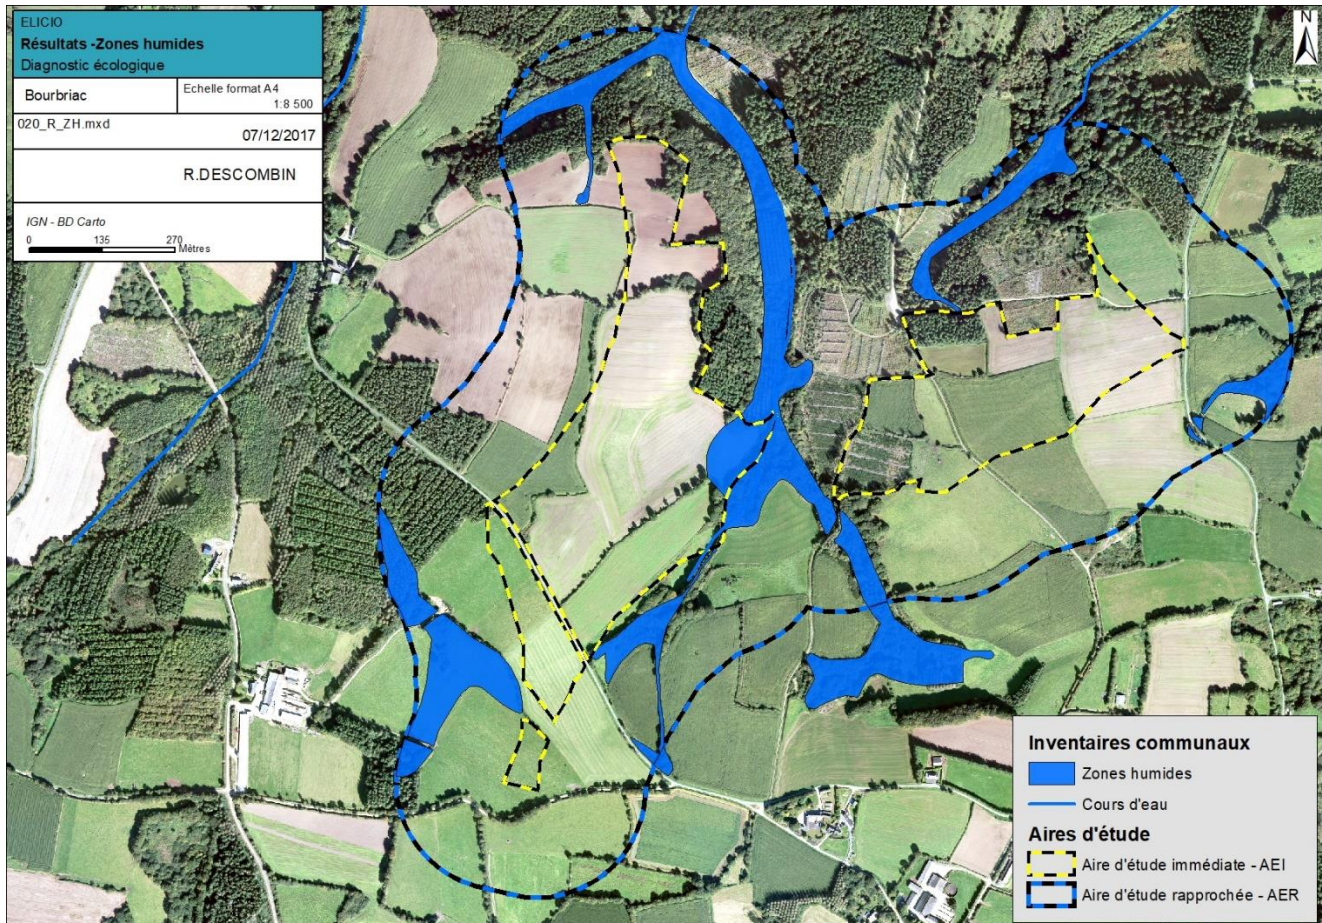 ELICIO
Résultats -Zones humides
Diagnostic écologique
Bourbriac
Echelle format A4
1:8 500
020_R_ZH.mxd
07/12/2017
R.DESCOMBIN
IGN - BD Carto
0 135 270
Mètres
N
Inventaires communaux
Zones humides
Cours d'eau
Aires d'étude
Aire d'étude immédiate - AEI
Aire d'étude rapprochée - AER